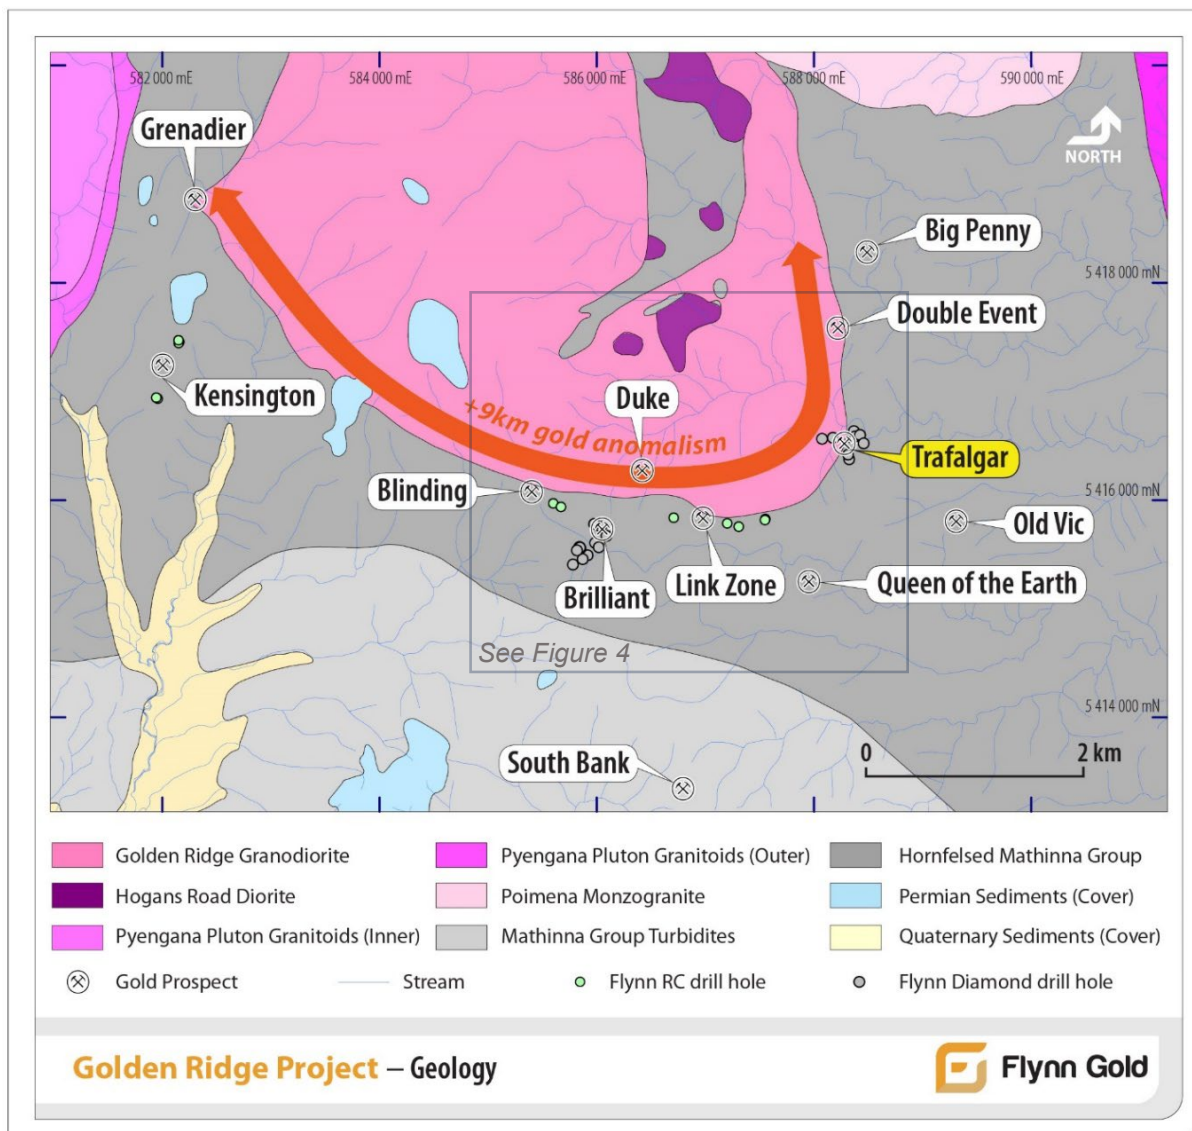 582 000 mE
584 000 mE
586 000 mE
588 000 mE
590 000 mE
Grenadier
NORTH
Big Penny
5 418 000 mN
Double Event
Kensington
Duke
+9km gold anomalism
Trafalgar
Blinding
5 416 000 mN
Old Vic
Brilliant
Link Zone
Queen of the Earth
See Figure 4
5 414 000 mN
South Bank
0
2 km
Golden Ridge Granodiorite
Pyengana Pluton Granitoids (Outer)
Hornfelsed Mathinna Group
Hogans Road Diorite
Poimena Monzogranite
Permian Sediments (Cover)
Pyengana Pluton Granitoids (Inner)
Mathinna Group Turbidites
Quaternary Sediments (Cover)
Gold Prospect
Stream
Flynn RC drill hole
Flynn Diamond drill hole
Golden Ridge Project – Geology
Flynn Gold